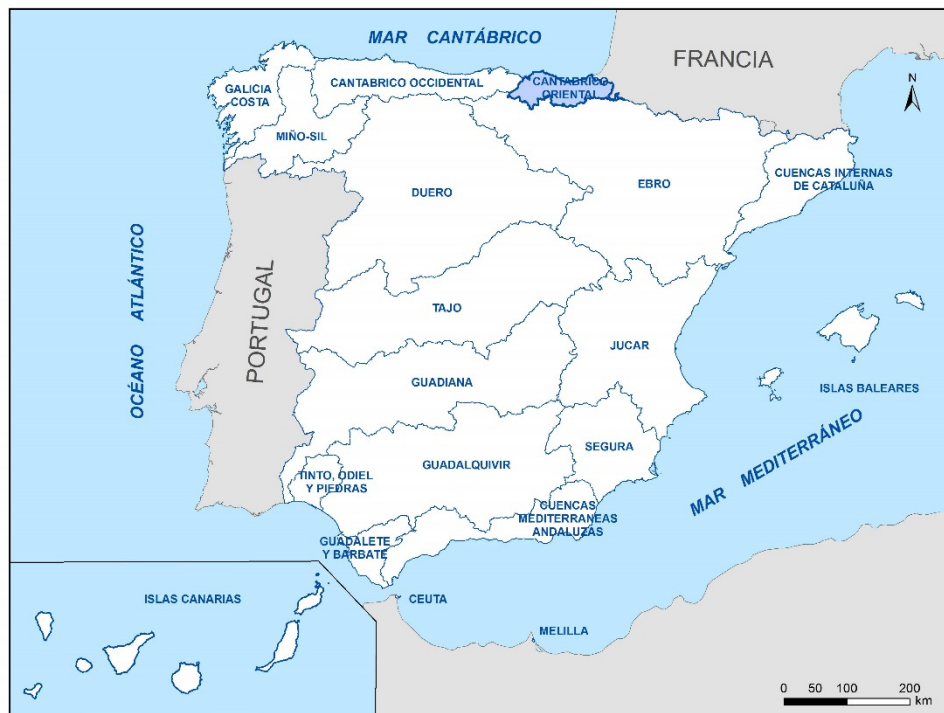 MAR CANTÁBRICO
FRANCIA
N
GALICIA
COSTA
CANTABRICO OCCIDENTAL
CANTABRICO
ORIENTAL
MIÑO-SIL
DUERO
EBRO
CUENCAS INTERNAS
DE CATALUÑA
OCÉANO ATLÁNTICO
PORTUGAL
TAJO
JUCAR
GUADIANA
ISLAS BALEARES
MAR MEDITERRÁNEO
SEGURA
GUADALQUIVIR
TINTO, ODIEL
Y PIEDRAS
CUENCAS
MEDITERRANEAS
ANDALUZAS
GUADALETE
Y BARBATE
ISLAS CANARIAS
CEUTA
MELILLA
0 50 100 200
km